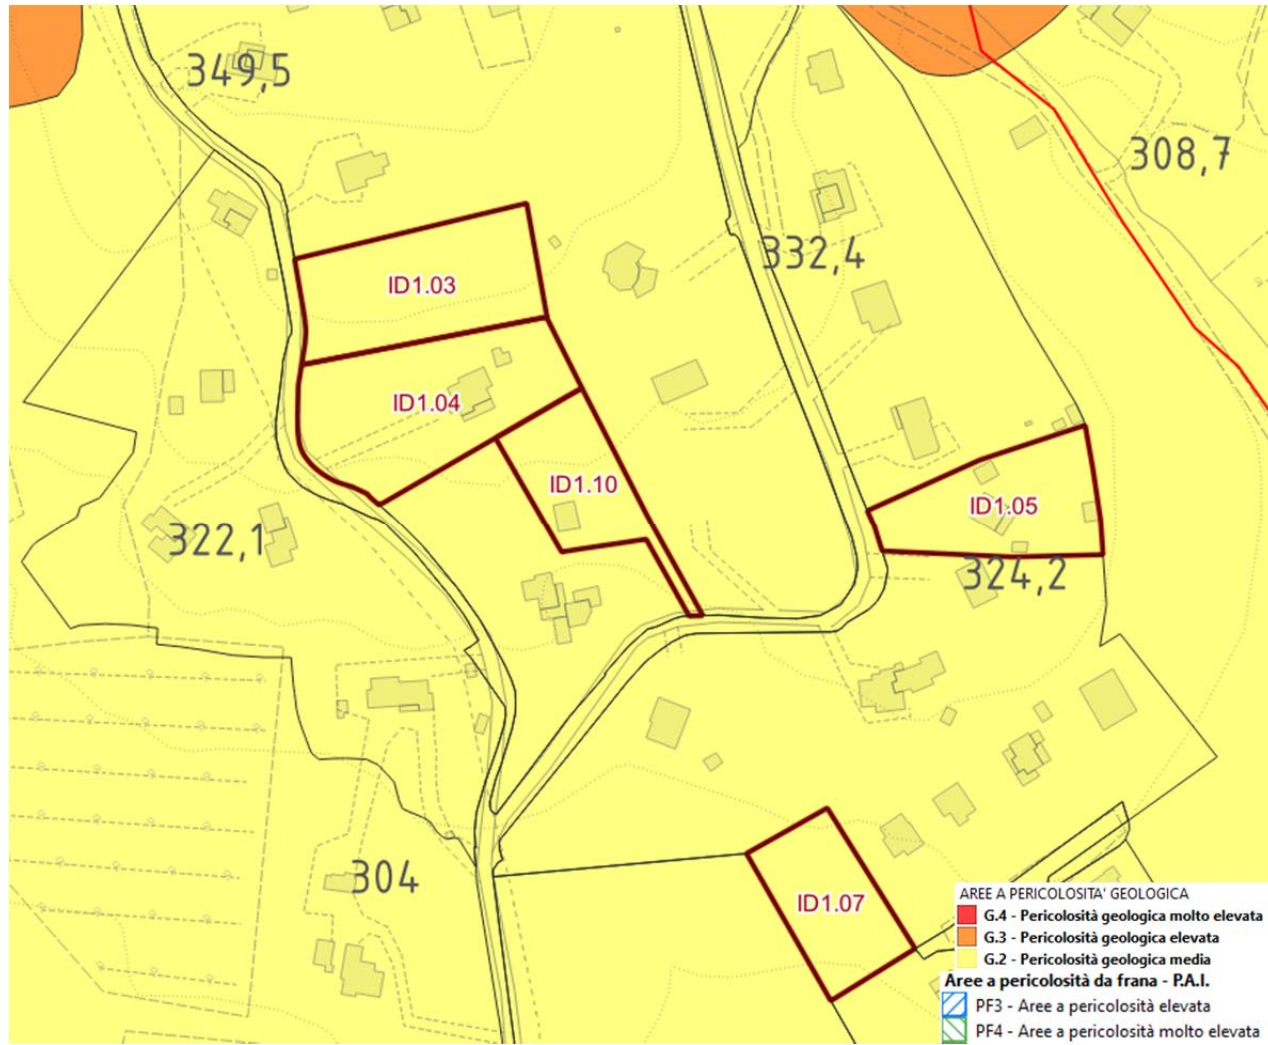 349,5
308,7
332,4
ID1.03
ID1.04
ID1.10
ID1.05
322,1
324,2
304
ID1.07
AREE A PERICOLOSITA' GEOLOGICA
G.4 - Pericolosità geologica molto elevata
G.3 - Pericolosità geologica elevata
G.2 - Pericolosità geologica media
Aree a pericolosità da frana - P.A.I.
PF3 - Aree a pericolosità elevata
PF4 - Aree a pericolosità molto elevata